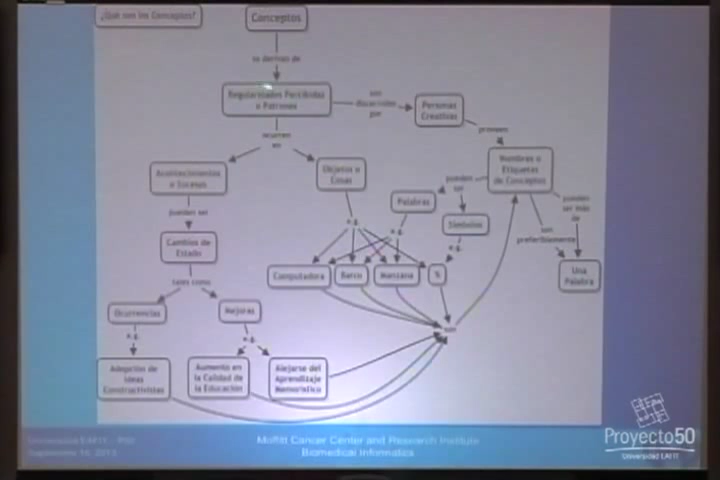 ¿Qué son los Conceptos?
Conceptos
se derivan de
Regularidades Percibidas
o Patrones
son
discernidos
por
Personas
Creativas
proveen
ocurren
en
Nombres o
Etiquetas
de Conceptos
Acontecimientos
o Sucesos
Objetos o
Cosas
pueden
ser
pueden
ser más
de
Palabras
Símbolos
pueden ser
e.g.
e.g.
e.g.
son
preferiblemente
Cambios de
Estado
Computadora
Barco
Manzana
%
Una
Palabra
tales como
Ocurrencias
Mejoras
son
e.g.
e.g.
Adopción de
Ideas
Constructivistas
Aumento en
la Calidad de
la Educación
Alejarse del
Aprendizaje
Memorístico
Proyecto50
Universidad EAFIT
Universidad EAFIT - P50
Moffitt Cancer Center and Research Institute
Biomedical Informatics